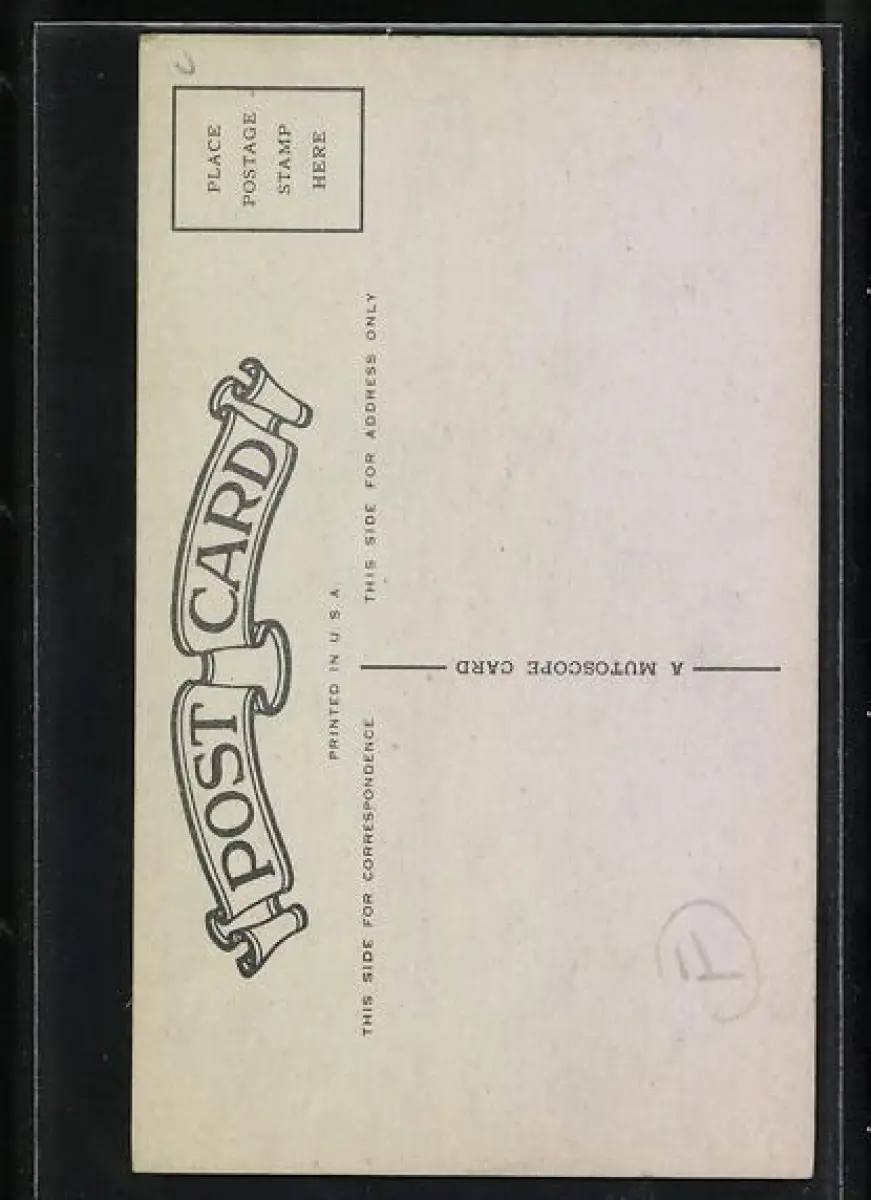 PLACE
POSTAGE
STAMP
HERE
POST CARD
PRINTED IN U.S.A.
THIS SIDE FOR CORRESPONDENCE
THIS SIDE FOR ADDRESS ONLY
A MUTOSCOPE CARD
F